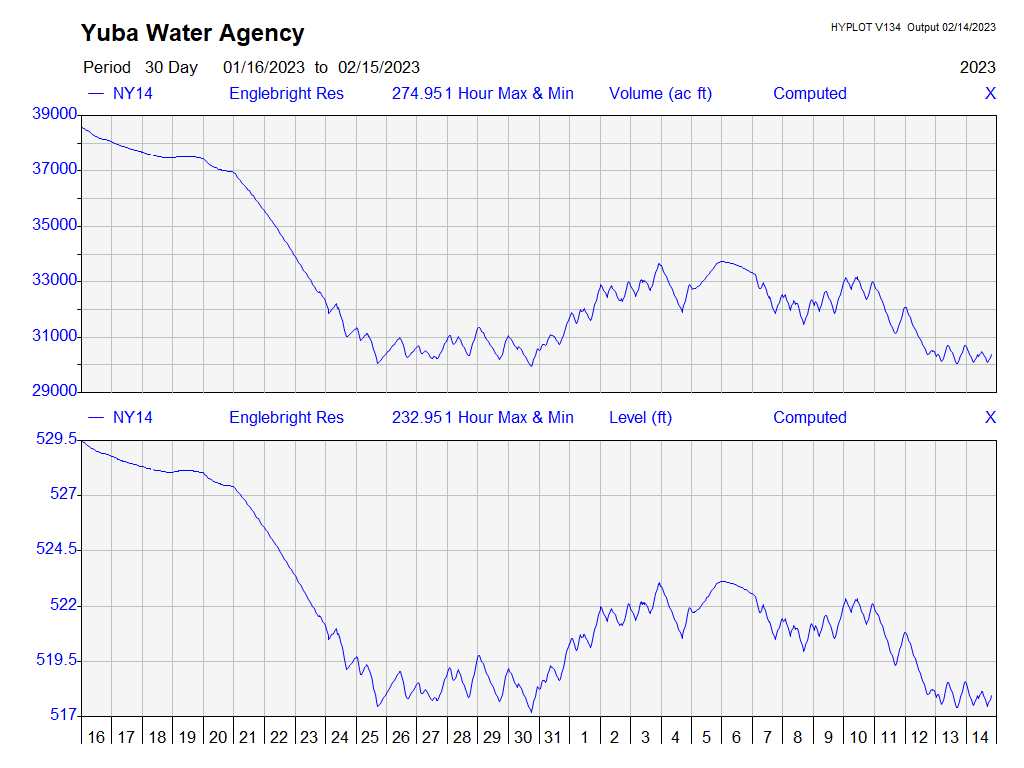 Yuba Water Agency
HYPLOT V134 Output 02/14/2023
Period 30 Day 01/16/2023 to 02/15/2023 2023
NY14 Englebright Res 274.951 Hour Max & Min Volume (ac ft) Computed X
39000
37000
35000
33000
31000
29000
NY14 Englebright Res 232.951 Hour Max & Min Level (ft) Computed X
529.5
527
524.5
522
519.5
517
16 17 18 19 20 21 22 23 24 25 26 27 28 29 30 31 1 2 3 4 5 6 7 8 9 10 11 12 13 14